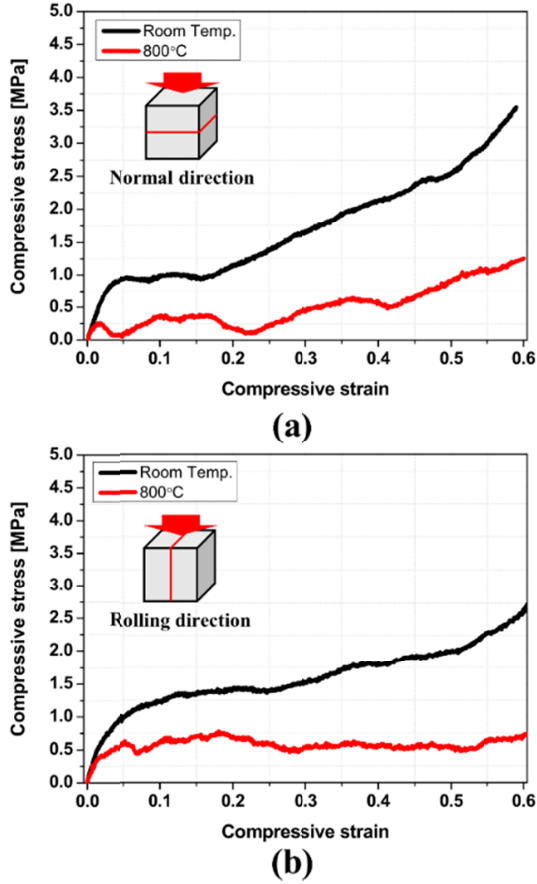 5.0
4.5
4.0
3.5
3.0
2.5
2.0
1.5
1.0
0.5
0.0
Compressive stress [MPa]
Room Temp.
800°C
Normal direction
0.0 0.1 0.2 0.3 0.4 0.5 0.6
Compressive strain
(a)
5.0
4.5
4.0
3.5
3.0
2.5
2.0
1.5
1.0
0.5
0.0
Compressive stress [MPa]
Room Temp.
800°C
Rolling direction
0.0 0.1 0.2 0.3 0.4 0.5 0.6
Compressive strain
(b)